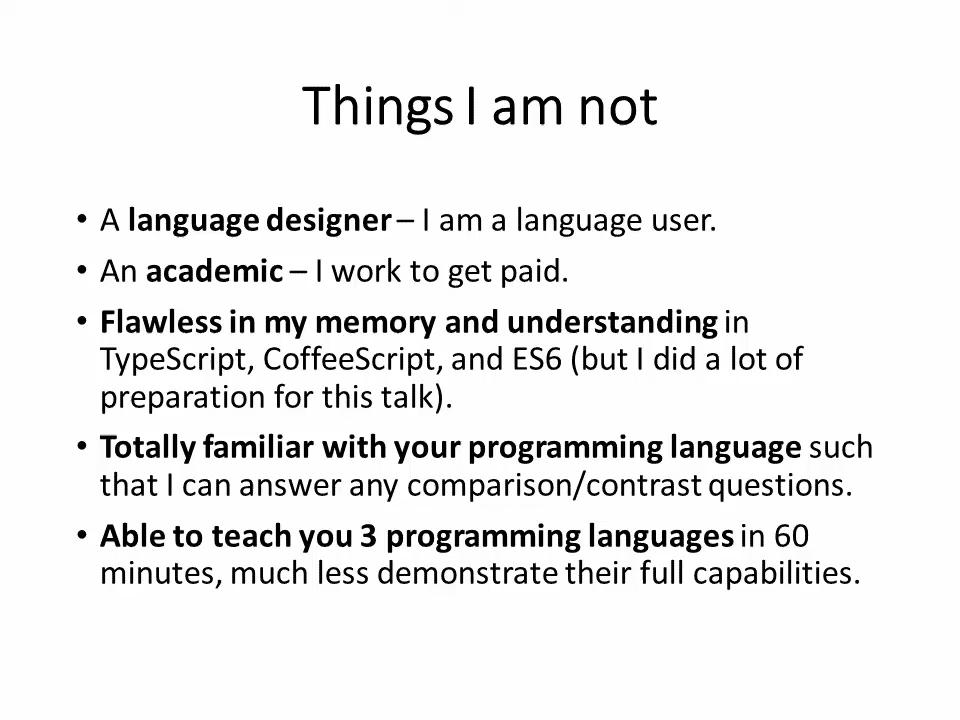 Things I am not
• A language designer – I am a language user.
• An academic – I work to get paid.
• Flawless in my memory and understanding in
TypeScript, CoffeeScript, and ES6 (but I did a lot of
preparation for this talk).
• Totally familiar with your programming language such
that I can answer any comparison/contrast questions.
• Able to teach you 3 programming languages in 60
minutes, much less demonstrate their full capabilities.